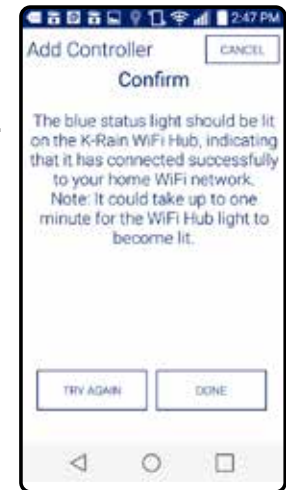 2:47 PM
Add Controller
CANCEL
Confirm
The blue status light should be lit
on the K-Rain WiFi Hub, indicating
that it has connected successfully
to your home WiFi network.
Note: It could take up to one
minute for the WiFi Hub light to
become lit.
TRY AGAIN
DONE